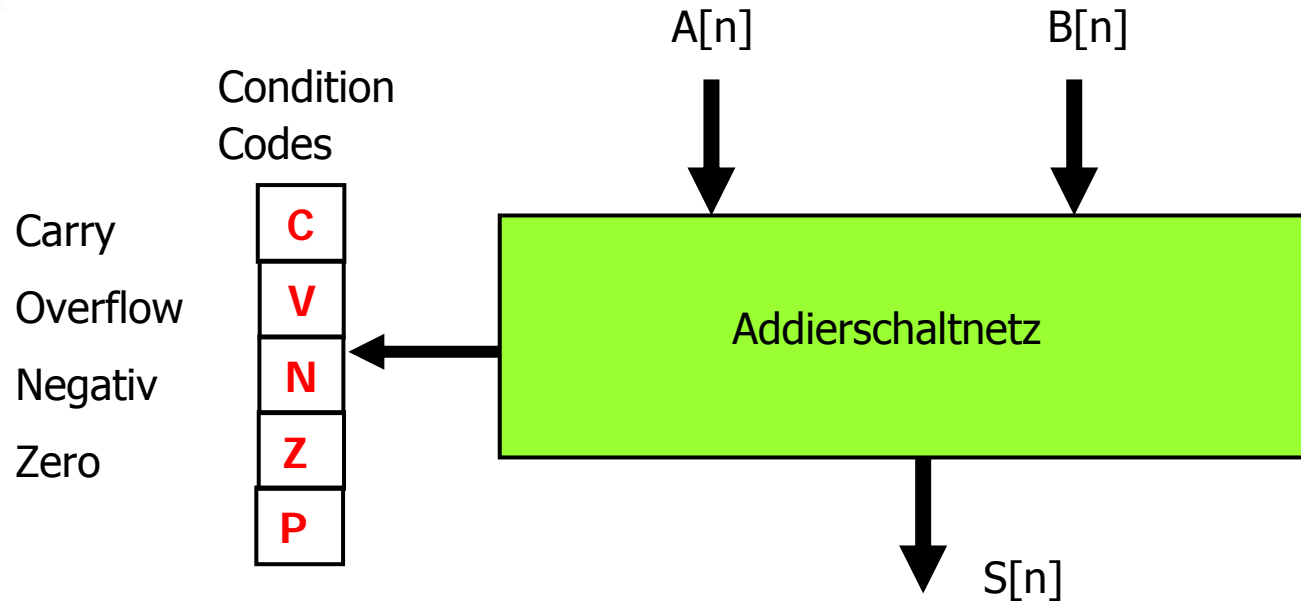 A[n]
B[n]
Condition
Codes
Carry
C
Overflow
V
Negativ
N
Zero
Z
P
Addierschaltnetz
S[n]